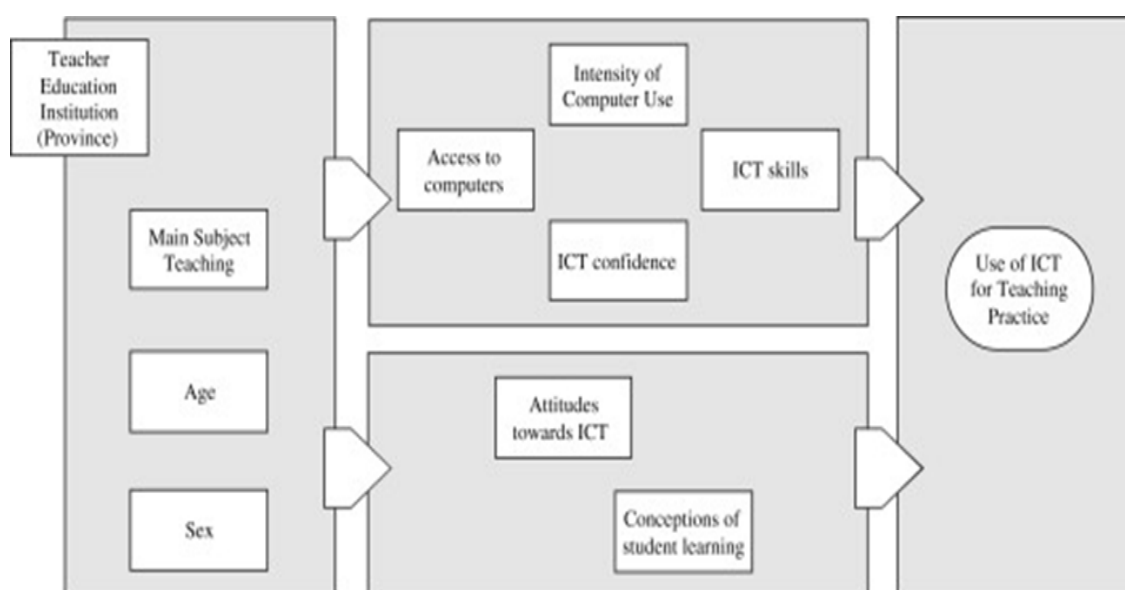 Teacher
Education
Institution
(Province)
Main Subject
Teaching
Age
Sex
Intensity of
Computer Use
Access to
computers
ICT skills
ICT confidence
Attitudes
towards ICT
Conceptions of
student learning
Use of ICT
for Teaching
Practice